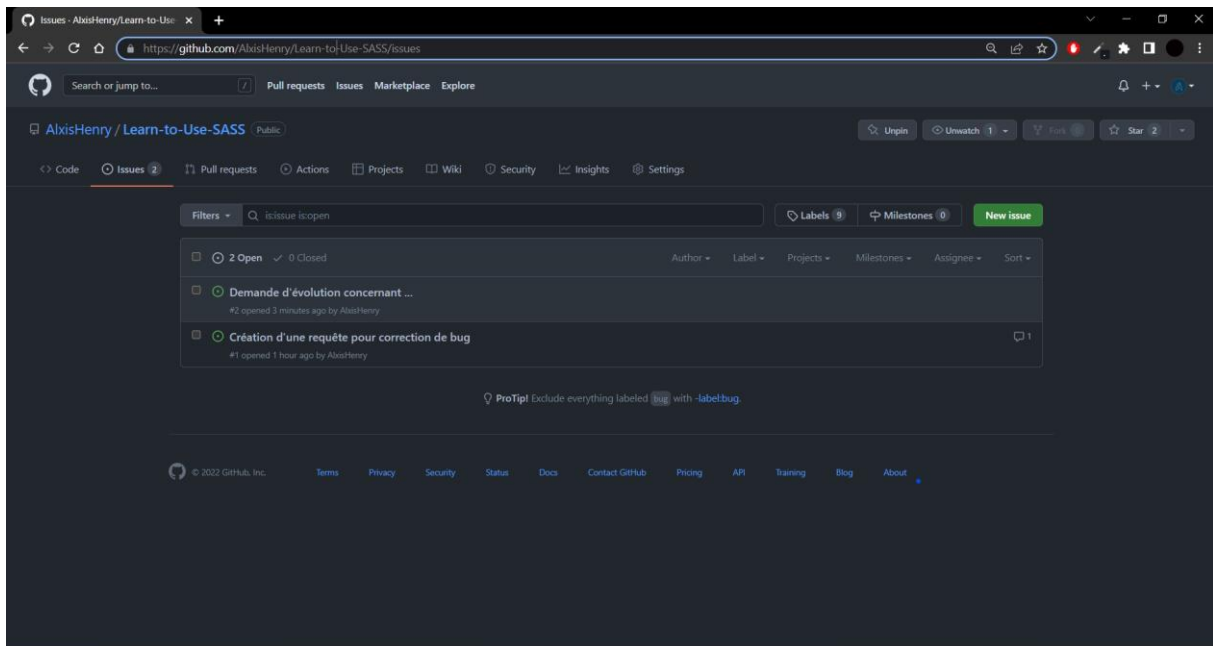 Issues - AlxisHenry/Learn-to-Use
https://github.com/AlxisHenry/Learn-to-Use-SASS/issues
Search or jump to... / Pull requests Issues Marketplace Explore
AlxisHenry / Learn-to-Use-SASS Public Unpin Unwatch 1 Fork Star 2
<> Code Issues 2 Pull requests Actions Projects Wiki Security Insights Settings
Filters is:issue is:open Labels 9 Milestones 0 New issue
2 Open 0 Closed Author Label Projects Milestones Assignee Sort
Demande d'évolution concernant ...
#2 opened 3 minutes ago by AlxisHenry
Création d'une requête pour correction de bug 1
#1 opened 1 hour ago by AlxisHenry
ProTip! Exclude everything labeled bug with -label:bug.
© 2022 GitHub, Inc. Terms Privacy Security Status Docs Contact GitHub Pricing API Training Blog About